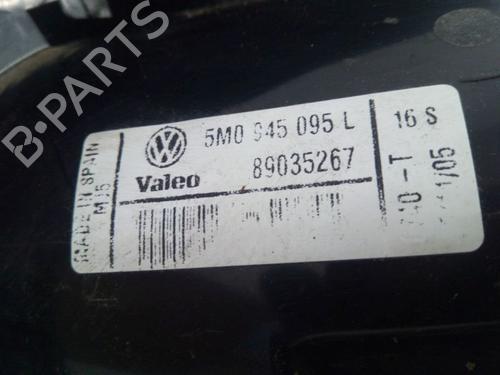 5M0 945 095 L
89035267
Valeo
16 S
MADE IN SPAIN
B-PARTS